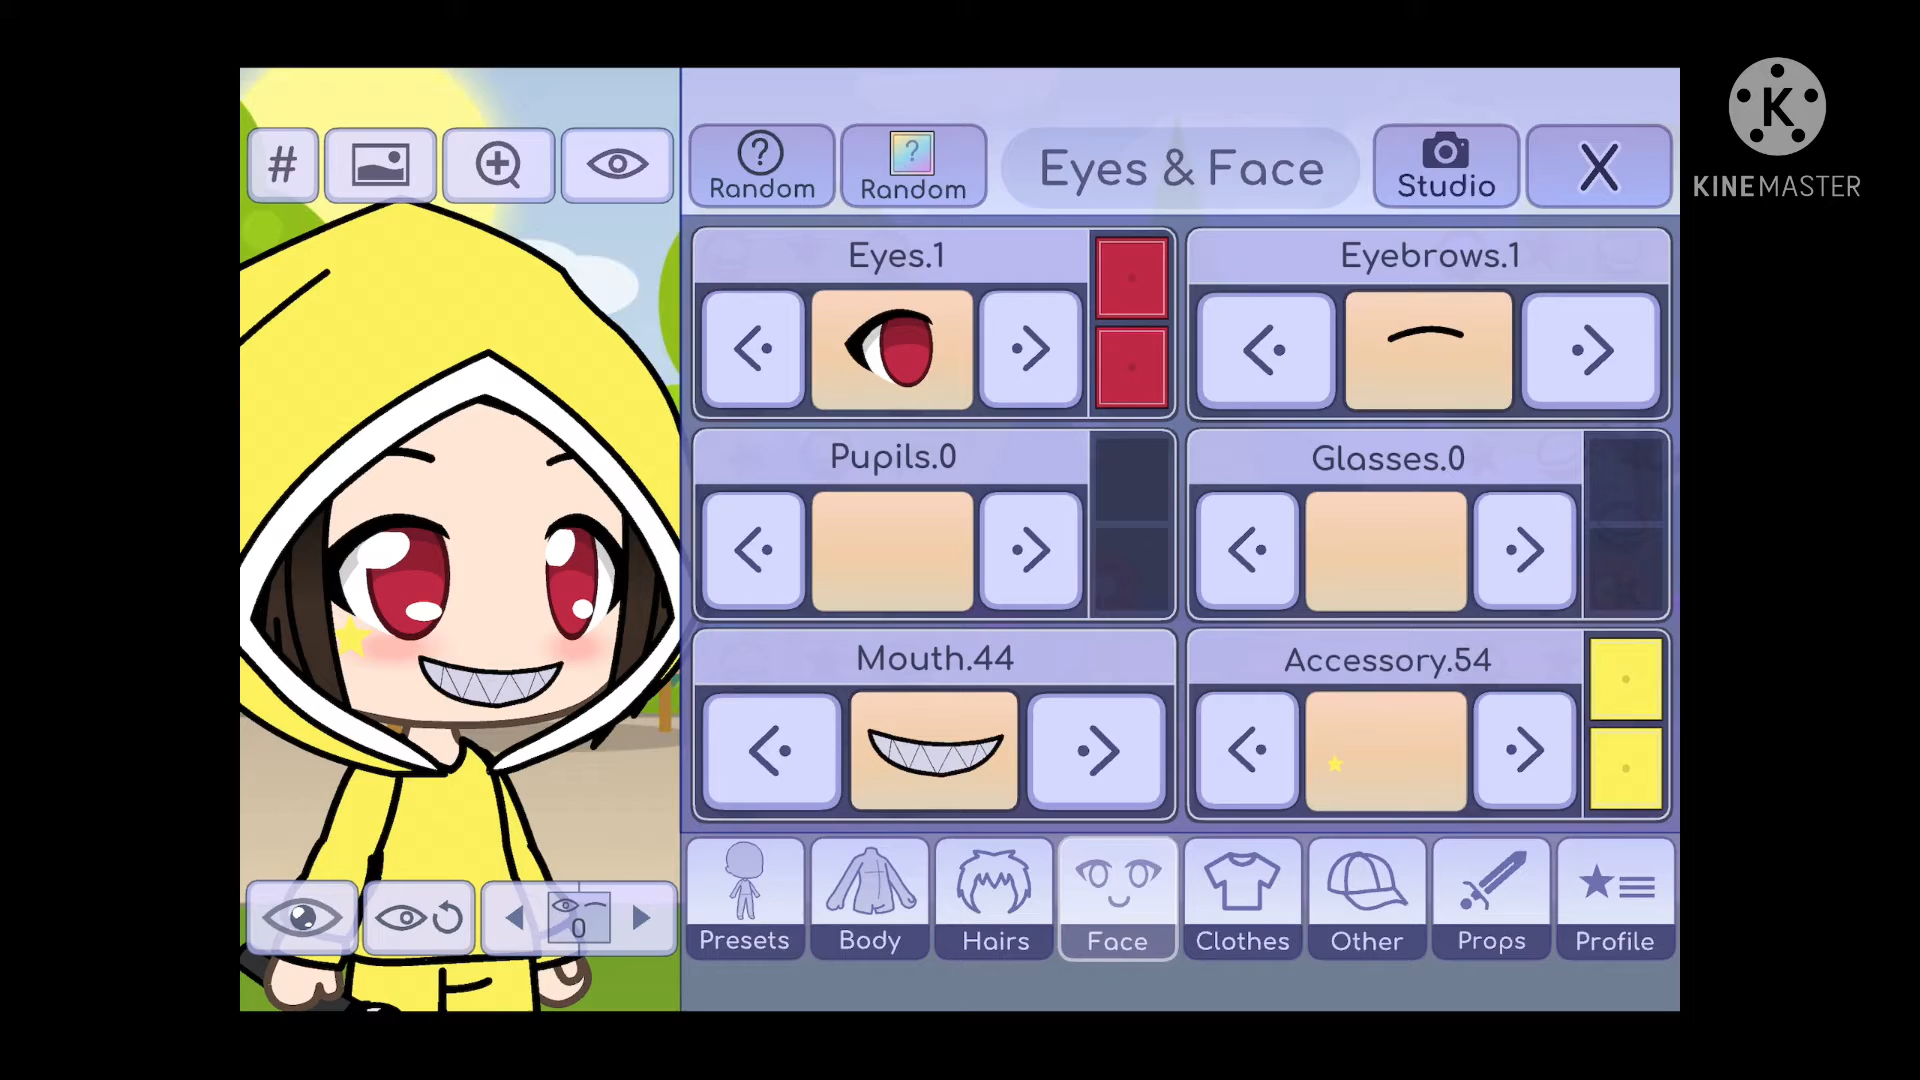 #
? Random
? Random
Eyes & Face
Studio
X
K
KINEMASTER
Eyes.1
Eyebrows.1
Pupils.0
Glasses.0
Mouth.44
Accessory.54
0
Presets
Body
Hairs
Face
Clothes
Other
Props
Profile